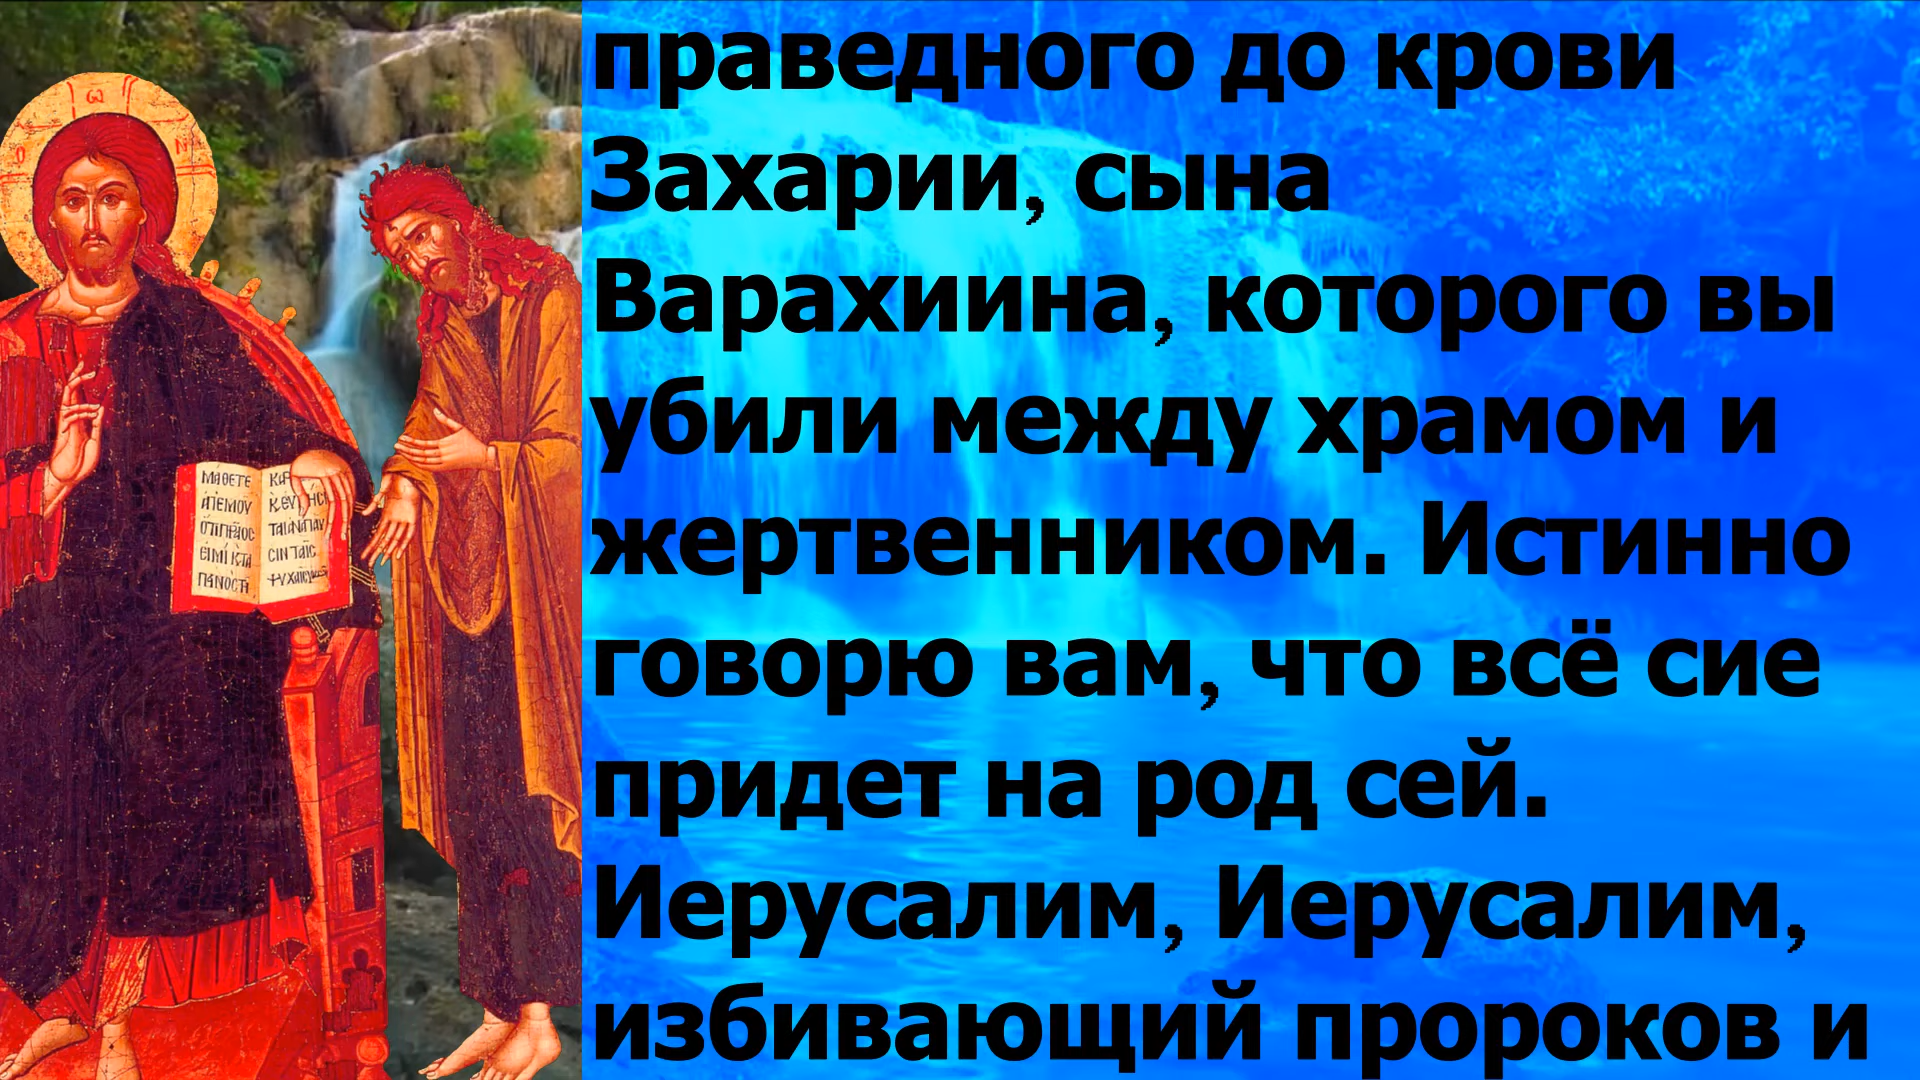 праведного до крови
Захарии, сына
Варахиина, которого вы
убили между храмом и
жертвенником. Истинно
говорю вам, что всё сие
придет на род сей.
Иерусалим, Иерусалим,
избивающий пророков и
Ο ω Ν
ΜΑΘΕΤΕ